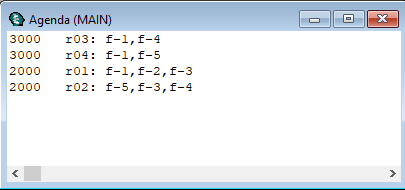 Agenda (MAIN)
3000   r03: f-1,f-4
3000   r04: f-1,f-5
2000   r01: f-1,f-2,f-3
2000   r02: f-5,f-3,f-4